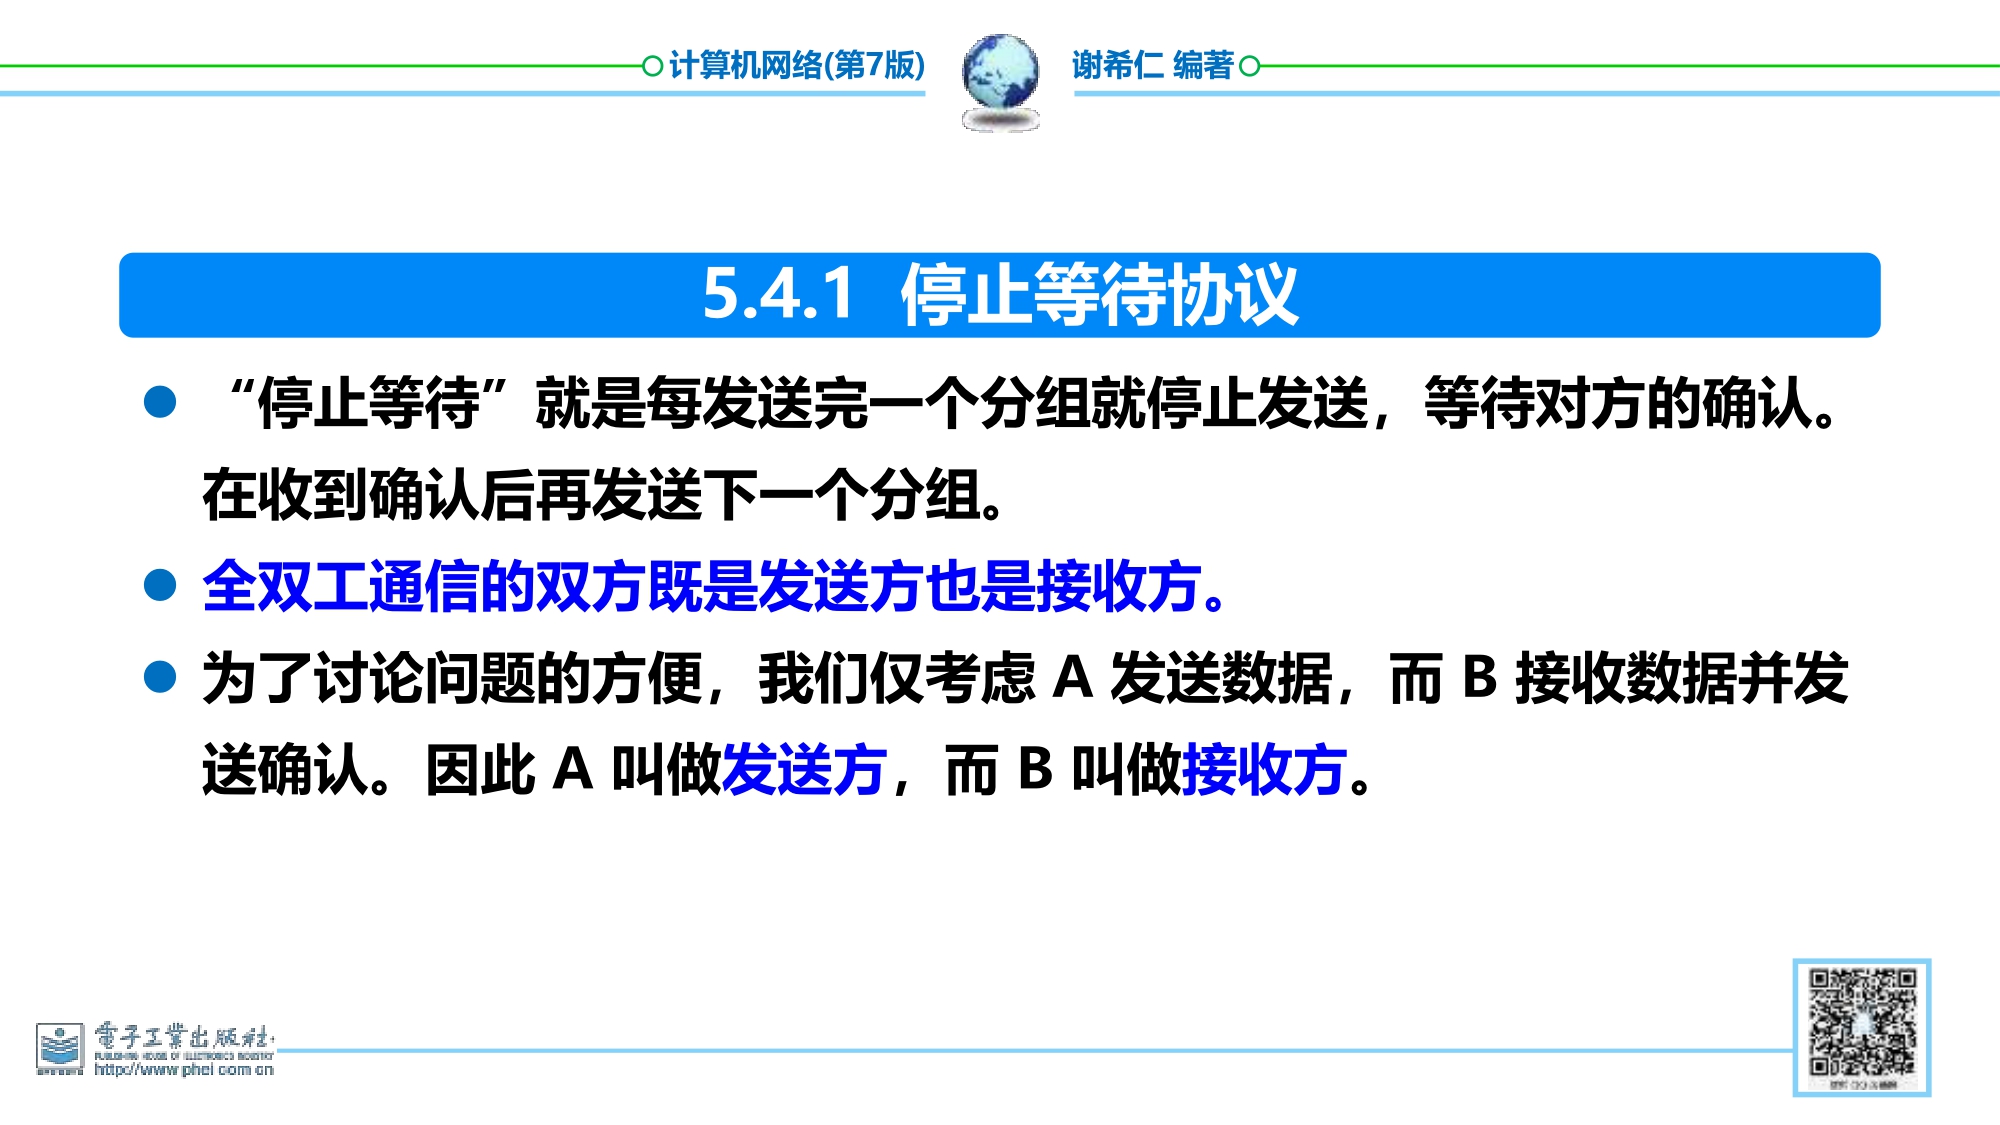 计算机网络(第7版)
谢希仁 编著
5.4.1 停止等待协议
“停止等待”就是每发送完一个分组就停止发送，等待对方的确认。
在收到确认后再发送下一个分组。
全双工通信的双方既是发送方也是接收方。
为了讨论问题的方便，我们仅考虑 A 发送数据，而 B 接收数据并发
送确认。因此 A 叫做发送方，而 B 叫做接收方。
電子工業出版社
PUBLISHING HOUSE OF ELECTRONICS INDUSTRY
http://www.phei.com.cn